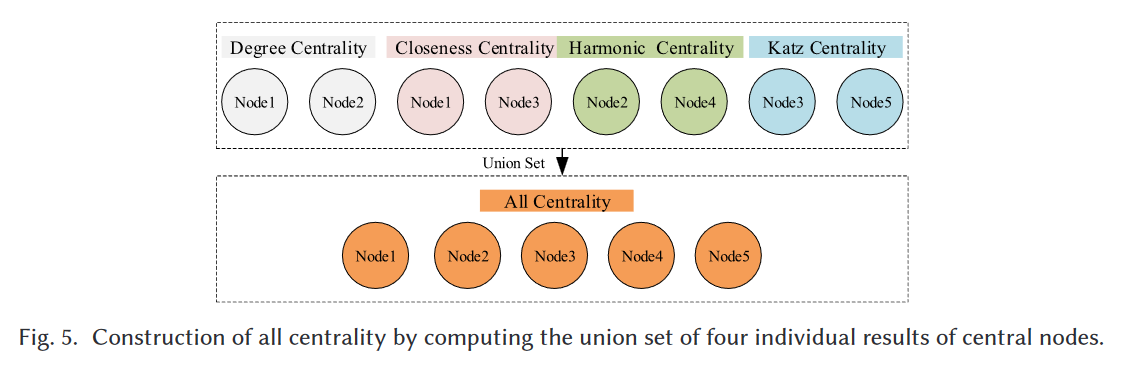 Degree Centrality Closeness Centrality Harmonic Centrality Katz Centrality
Node1 Node2 Node1 Node3 Node2 Node4 Node3 Node5
Union Set
All Centrality
Node1 Node2 Node3 Node4 Node5
Fig. 5. Construction of all centrality by computing the union set of four individual results of central nodes.